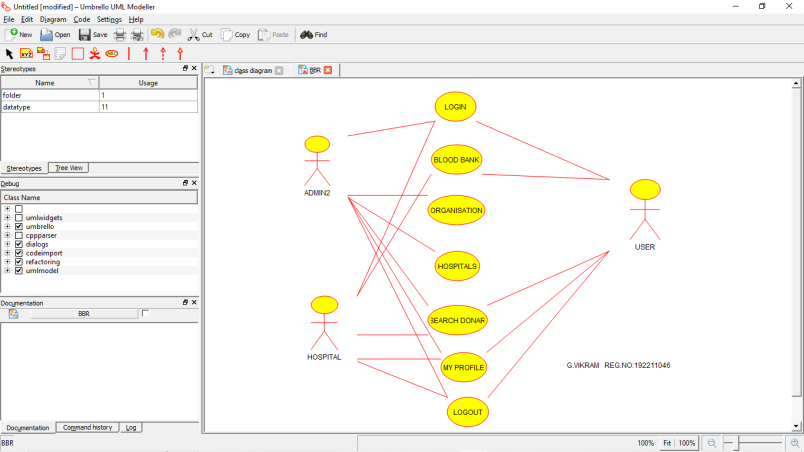 Untitled [modified] – Umbrello UML Modeller
File Edit Diagram Code Settings Help
New Open Save Cut Copy Paste Find
XYZ
Stereotypes
Name Usage
folder 1
datatype 11
Stereotypes Tree View
Debug
Class Name
umlwidgets
umbrello
cppparser
dialogs
codeimport
refactoring
umlmodel
Documentation
BBR
Documentation Command history Log
BBR
class diagram BBR
LOGIN
BLOOD BANK
ADMIN2
ORGANISATION
USER
HOSPITALS
SEARCH DONAR
HOSPITAL
MY PROFILE
G.VIKRAM REG.NO:192211046
LOGOUT
100% Fit 100%